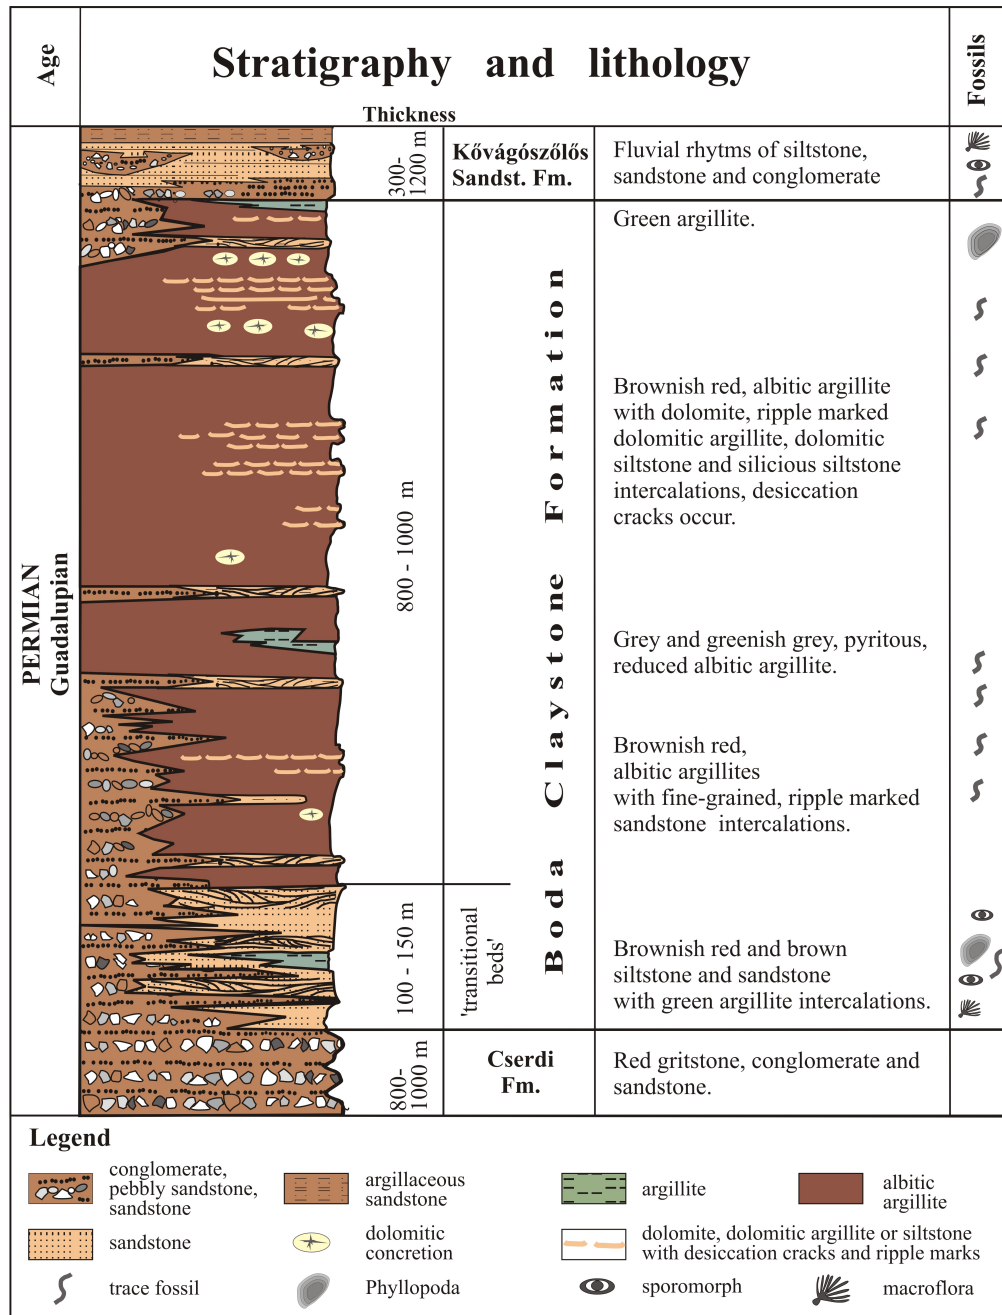 Age
Stratigraphy and lithology
Thickness
Fossils
PERMIAN
Guadalupian
300-
1200 m
Kővágószőlős
Sandst. Fm.
Fluvial rhytms of siltstone,
sandstone and conglomerate
800 - 1000 m
Boda Claystone Formation
Green argillite.
Brownish red, albitic argillite
with dolomite, ripple marked
dolomitic argillite, dolomitic
siltstone and silicious siltstone
intercalations, desiccation
cracks occur.
Grey and greenish grey, pyritous,
reduced albitic argillite.
Brownish red,
albitic argillites
with fine-grained, ripple marked
sandstone intercalations.
100 - 150 m
'transitional
beds'
Brownish red and brown
siltstone and sandstone
with green argillite intercalations.
800-
1000 m
Cserdi
Fm.
Red gritstone, conglomerate and
sandstone.
Legend
conglomerate,
pebbly sandstone,
sandstone
argillaceous
sandstone
argillite
albitic
argillite
sandstone
dolomitic
concretion
dolomite, dolomitic argillite or siltstone
with desiccation cracks and ripple marks
trace fossil
Phyllopoda
sporomorph
macroflora